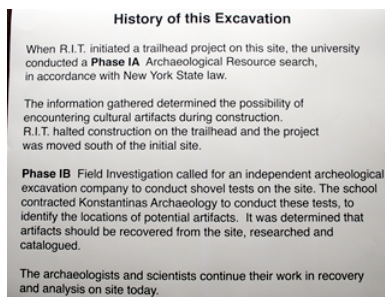 History of this Excavation
When R.I.T. initiated a trailhead project on this site, the university
conducted a Phase IA Archaeological Resource search,
in accordance with New York State law.
The information gathered determined the possibility of
encountering cultural artifacts during construction.
R.I.T. halted construction on the trailhead and the project
was moved south of the initial site.
Phase IB Field Investigation called for an independent archeological
excavation company to conduct shovel tests on the site. The school
contracted Konstantinas Archaeology to conduct these tests, to
identify the locations of potential artifacts. It was determined that
artifacts should be recovered from the site, researched and
catalogued.
The archaeologists and scientists continue their work in recovery
and analysis on site today.